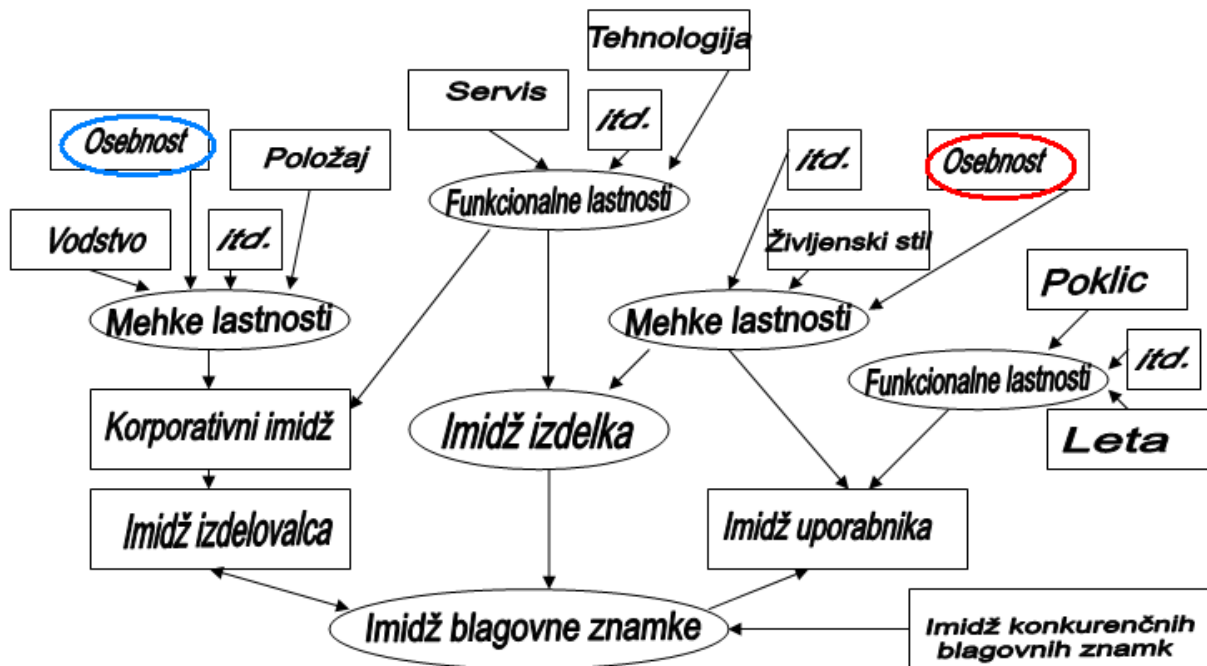 Tehnologija
Servis
itd.
Osebnost
Položaj
itd.
Osebnost
Funkcionalne lastnosti
Vodstvo
itd.
Življenski stil
Poklic
Mehke lastnosti
Mehke lastnosti
itd.
Funkcionalne lastnosti
Korporativni imidž
Imidž izdelka
Leta
Imidž izdelovalca
Imidž uporabnika
Imidž blagovne znamke
Imidž konkurenčnih
blagovnih znamk